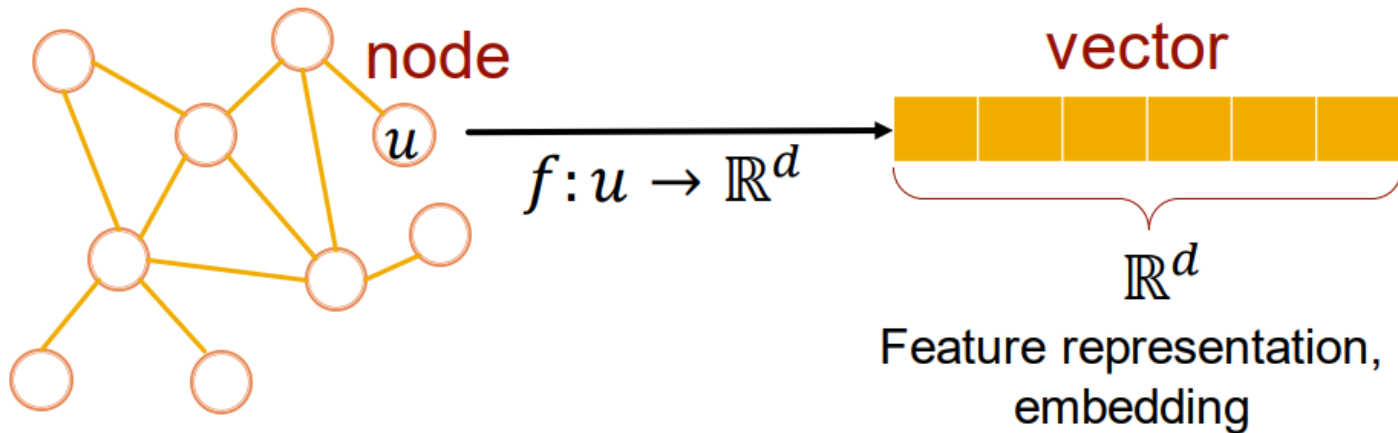 node
u
f: u → ℝ^d
vector
ℝ^d
Feature representation,
embedding